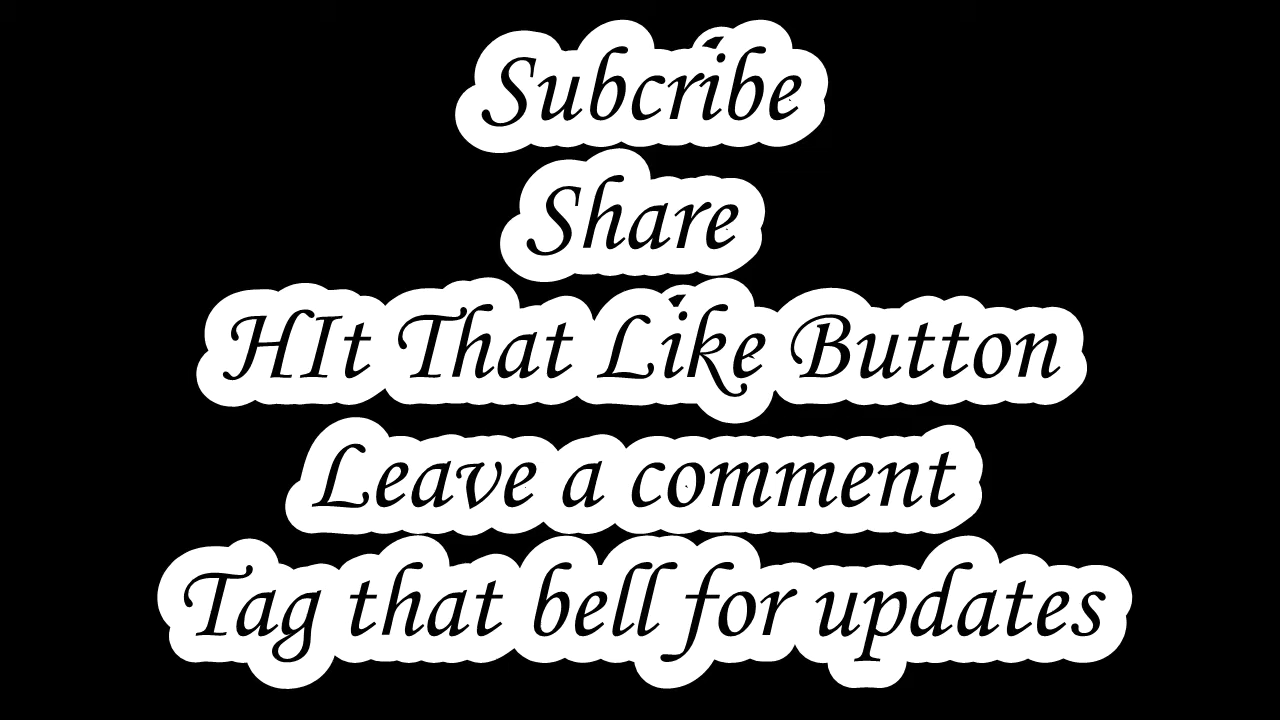 Subcribe
Share
HIt That Like Button
Leave a comment
Tag that bell for updates